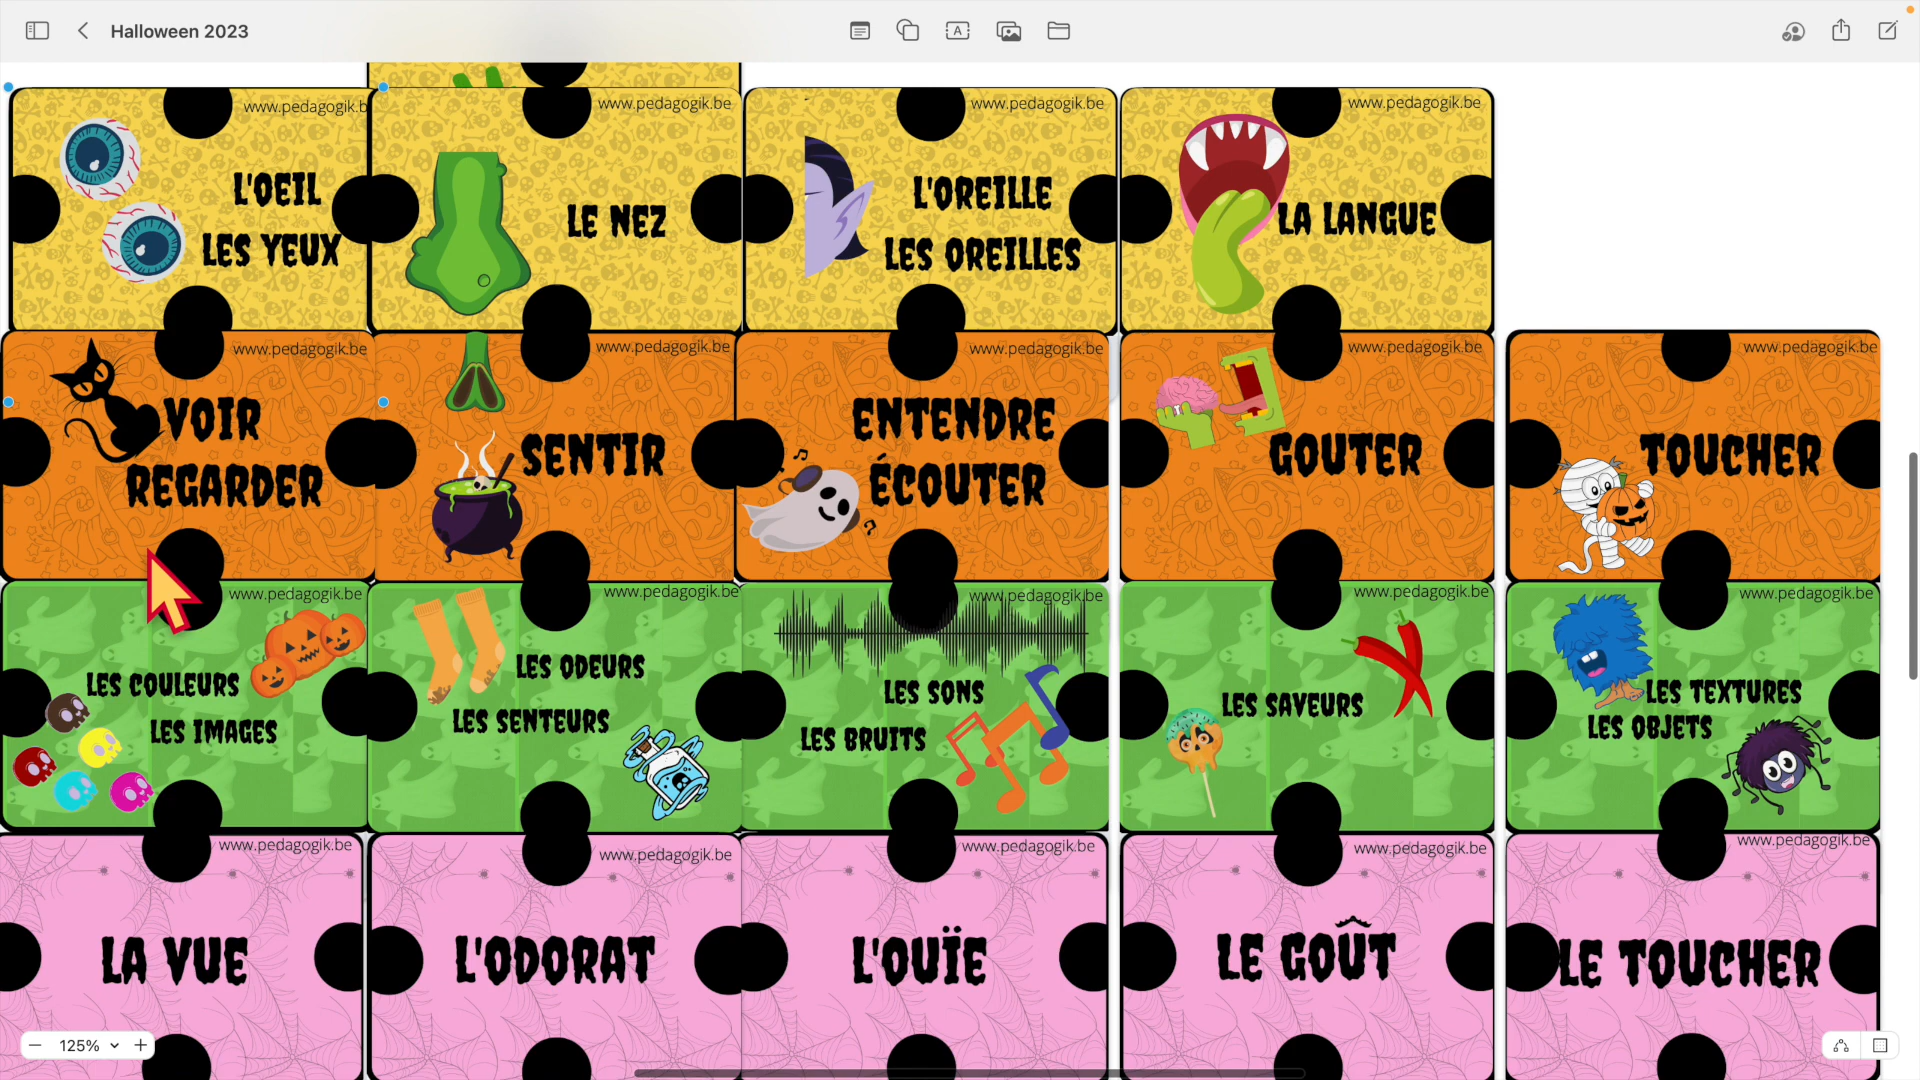 Halloween 2023
www.pedagogik.b
L'OEIL
LES YEUX
www.pedagogik.be
LE NEZ
www.pedagogik.be
L'OREILLE
LES OREILLES
www.pedagogik.be
LA LANGUE
www.pedagogik.be
VOIR
REGARDER
www.pedagogik.be
SENTIR
www.pedagogik.be
ENTENDRE
ÉCOUTER
www.pedagogik.be
GOUTER
www.pedagogik.be
TOUCHER
www.pedagogik.be
LES COULEURS
LES IMAGES
www.pedagogik.be
LES ODEURS
LES SENTEURS
www.pedagogik.be
LES SONS
LES BRUITS
www.pedagogik.be
LES SAVEURS
www.pedagogik.be
LES TEXTURES
LES OBJETS
www.pedagogik.be
LA VUE
www.pedagogik.be
L'ODORAT
www.pedagogik.be
L'OUÏE
www.pedagogik.be
LE GOÛT
www.pedagogik.be
LE TOUCHER
125%